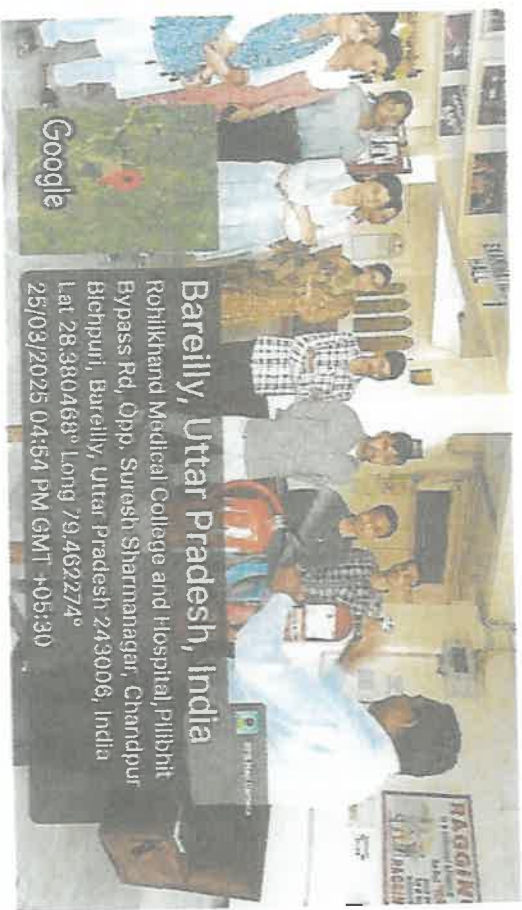 Google
Bareilly, Uttar Pradesh, India
Rohilkhand Medical College and Hospital,Pilibhit
Bypass Rd, Opp. Suresh Sharmanagar, Chandpur
Bichpuri, Bareilly, Uttar Pradesh 243006, India
Lat 28.380468° Long 79.462274°
25/03/2025 04:54 PM GMT +05:30
RAGGIN